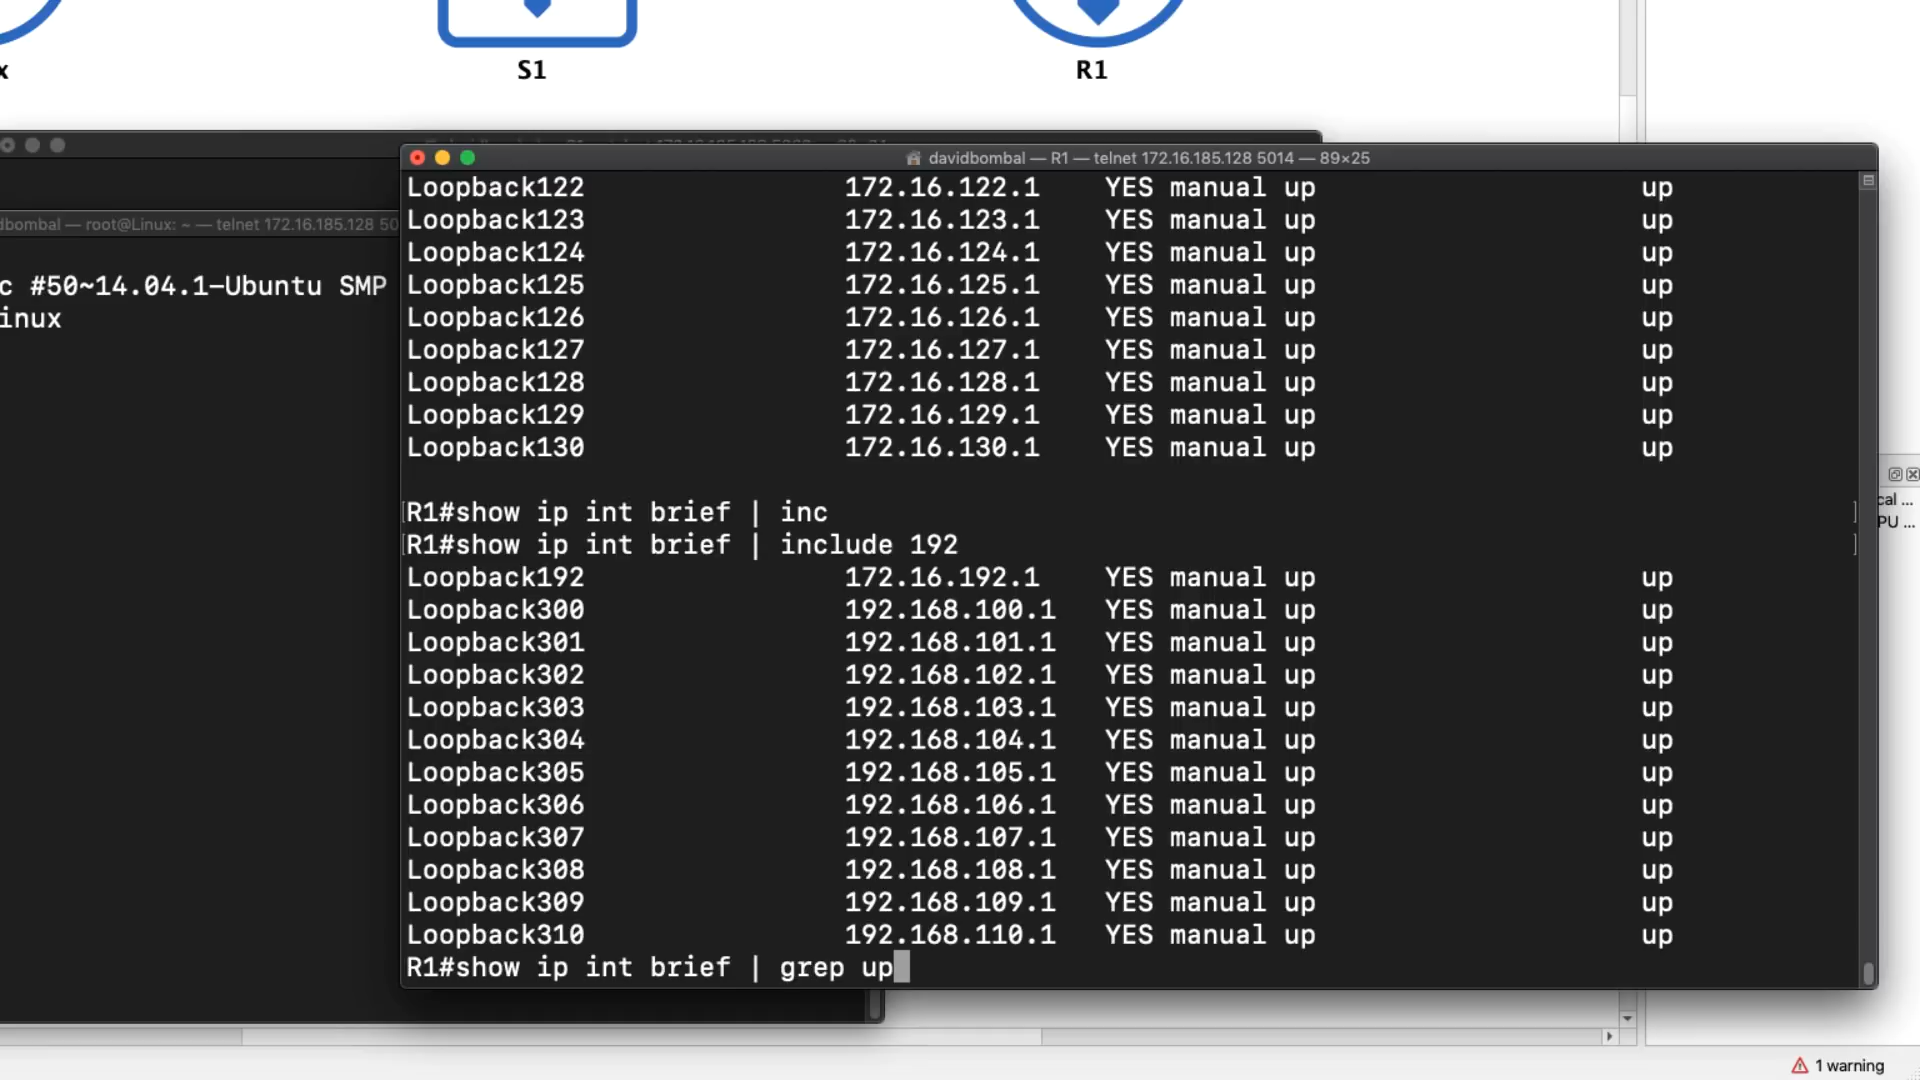 x
S1
R1
davidbombal — R1 — telnet 172.16.185.128 5014 — 89×25
dbombal — root@Linux: ~ — telnet 172.16.185.128 50
c #50~14.04.1-Ubuntu SMP
inux
Loopback122 172.16.122.1 YES manual up up
Loopback123 172.16.123.1 YES manual up up
Loopback124 172.16.124.1 YES manual up up
Loopback125 172.16.125.1 YES manual up up
Loopback126 172.16.126.1 YES manual up up
Loopback127 172.16.127.1 YES manual up up
Loopback128 172.16.128.1 YES manual up up
Loopback129 172.16.129.1 YES manual up up
Loopback130 172.16.130.1 YES manual up up
[R1#show ip int brief | inc ]
[R1#show ip int brief | include 192 ]
Loopback192 172.16.192.1 YES manual up up
Loopback300 192.168.100.1 YES manual up up
Loopback301 192.168.101.1 YES manual up up
Loopback302 192.168.102.1 YES manual up up
Loopback303 192.168.103.1 YES manual up up
Loopback304 192.168.104.1 YES manual up up
Loopback305 192.168.105.1 YES manual up up
Loopback306 192.168.106.1 YES manual up up
Loopback307 192.168.107.1 YES manual up up
Loopback308 192.168.108.1 YES manual up up
Loopback309 192.168.109.1 YES manual up up
Loopback310 192.168.110.1 YES manual up up
R1#show ip int brief | grep up
cal ...
PU ...
1 warning